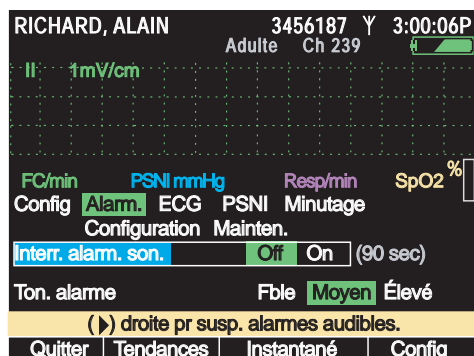 RICHARD, ALAIN 3456187 3:00:06P
Adulte Ch 239
II 1mV/cm
FC/min PSNI mmHg Resp/min SpO2 %
Config Alarm. ECG PSNI Minutage
Configuration Mainten.
Interr. alarm. son. Off On (90 sec)
Ton. alarme Fble Moyen Élevé
( ) droite pr susp. alarmes audibles.
Quitter Tendances Instantané Config